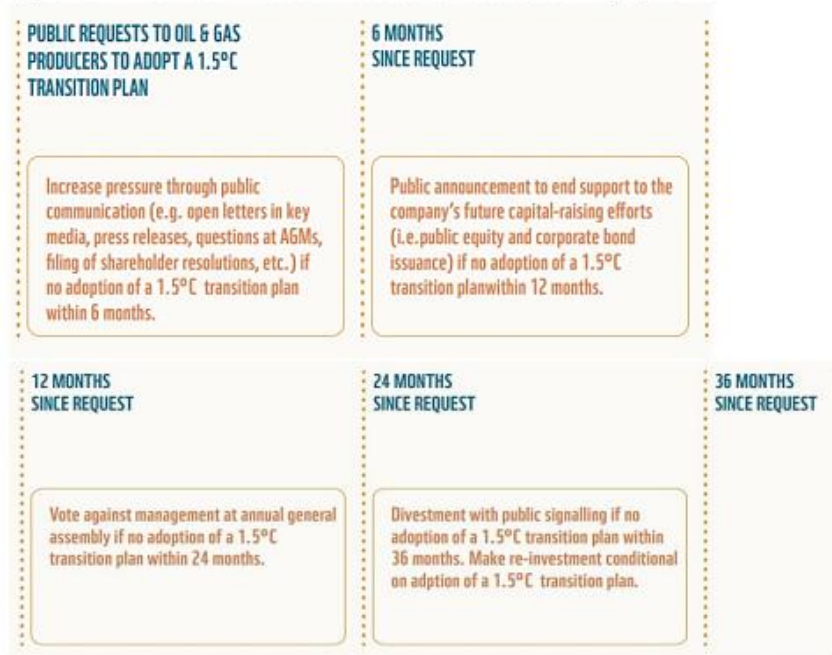 PUBLIC REQUESTS TO OIL & GAS
PRODUCERS TO ADOPT A 1.5°C
TRANSITION PLAN
Increase pressure through public
communication (e.g. open letters in key
media, press releases, questions at AGMs,
filing of shareholder resolutions, etc.) if
no adoption of a 1.5°C transition plan
within 6 months.
6 MONTHS
SINCE REQUEST
Public announcement to end support to the
company's future capital-raising efforts
(i.e.public equity and corporate bond
issuance) if no adoption of a 1.5°C
transition planwithin 12 months.
12 MONTHS
SINCE REQUEST
Vote against management at annual general
assembly if no adoption of a 1.5°C
transition plan within 24 months.
24 MONTHS
SINCE REQUEST
Divestment with public signalling if no
adoption of a 1.5°C transition plan within
36 months. Make re-investment conditional
on adption of a 1.5°C transition plan.
36 MONTHS
SINCE REQUEST